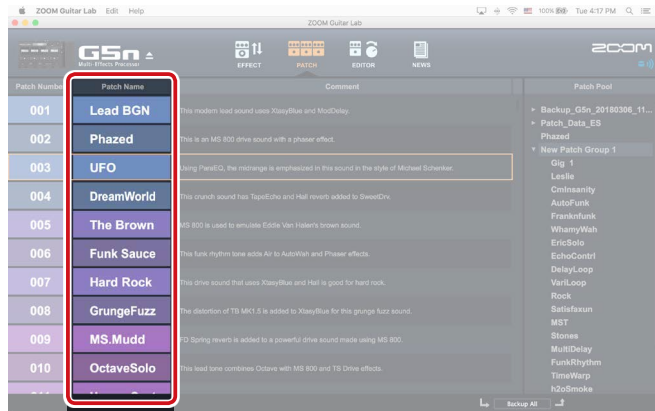 ZOOM Guitar Lab Edit Help 100% Tue 4:17 PM
ZOOM Guitar Lab
G5n
Multi-Effects Processor
EFFECT PATCH EDITOR NEWS
ZOOM
Patch Number Patch Name Comment Patch Pool
001 Lead BGN This modern lead sound uses XtasyBlue and ModDelay.
002 Phazed This is an MS 800 drive sound with a phaser effect.
003 UFO Using ParaEQ, the midrange is emphasized in this sound in the style of Michael Schenker.
004 DreamWorld This crunch sound has TapeEcho and Hall reverb added to SweetDrv.
005 The Brown MS 800 is used to emulate Eddie Van Halen's brown sound.
006 Funk Sauce This funk rhythm tone adds Air to AutoWah and Phaser effects.
007 Hard Rock This drive sound that uses XtasyBlue and Hall is good for hard rock.
008 GrungeFuzz The distortion of TS MK1.5 is added to XtasyBlue for this grunge fuzz sound.
009 MS.Mudd FD Spring reverb is added to a powerful drive sound made using MS 800.
010 OctaveSolo This lead tone combines Octave with MS 800 and TS Drive effects.
Backup_G5n_20180306_11...
Patch_Data_ES
Phazed
New Patch Group 1
Gig 1
Leslie
CmInsanity
AutoFunk
Franknfunk
WhamyWah
EricSolo
EchoContrl
DelayLoop
VariLoop
Rock
Satisfaxun
MST
Stones
MultiDelay
FunkRhythm
TimeWarp
h2oSmoke
Backup All